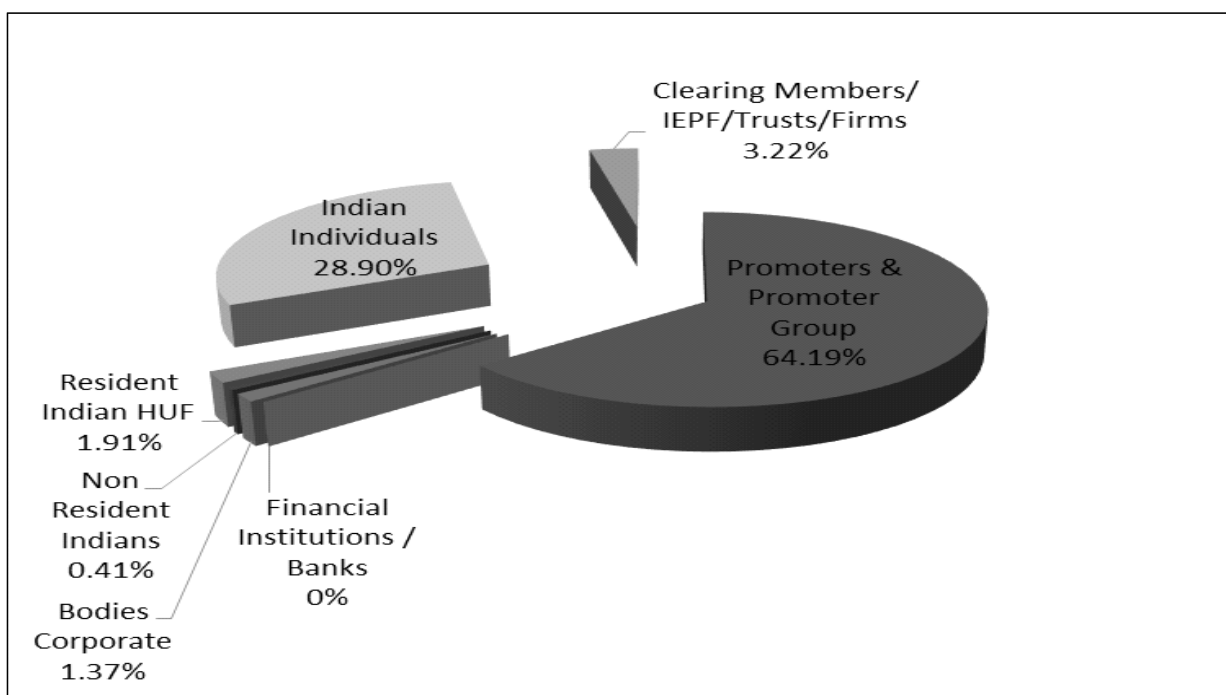 Clearing Members/
IEPF/Trusts/Firms
3.22%
Indian
Individuals
28.90%
Promoters &
Promoter
Group
64.19%
Resident
Indian HUF
1.91%
Non
Resident
Indians
0.41%
Financial
Institutions /
Banks
0%
Bodies
Corporate
1.37%